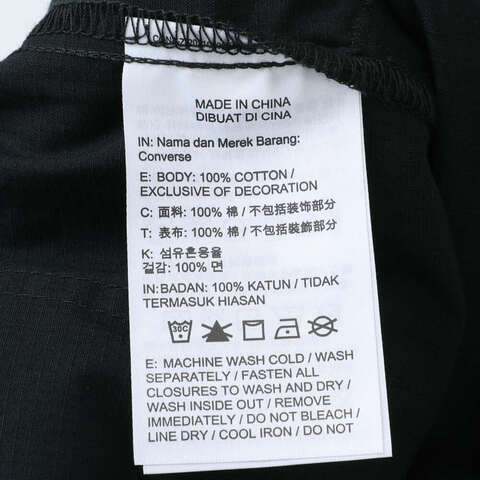 MADE IN CHINA
DIBUAT DI CINA
IN: Nama dan Merek Barang:
Converse
E: BODY: 100% COTTON /
EXCLUSIVE OF DECORATION
C: 面料: 100% 棉 / 不包括装饰部分
T: 表布: 100% 棉 / 不包括裝飾部分
K: 섬유혼용율
겉감: 100% 면
IN:BADAN: 100% KATUN / TIDAK
TERMASUK HIASAN
30C
E: MACHINE WASH COLD / WASH
SEPARATELY / FASTEN ALL
CLOSURES TO WASH AND DRY /
WASH INSIDE OUT / REMOVE
IMMEDIATELY / DO NOT BLEACH /
LINE DRY / COOL IRON / DO NOT